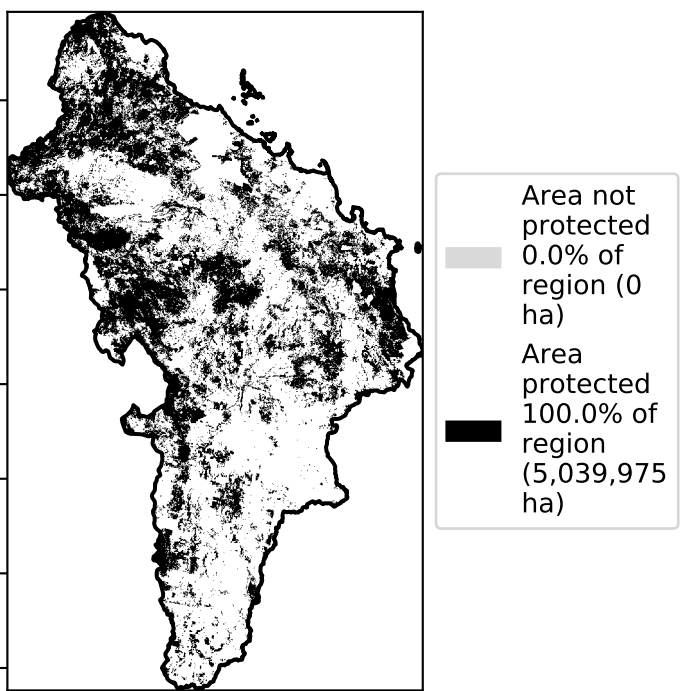 Area not
protected
0.0% of
region (0
ha)
Area
protected
100.0% of
region
(5,039,975
ha)